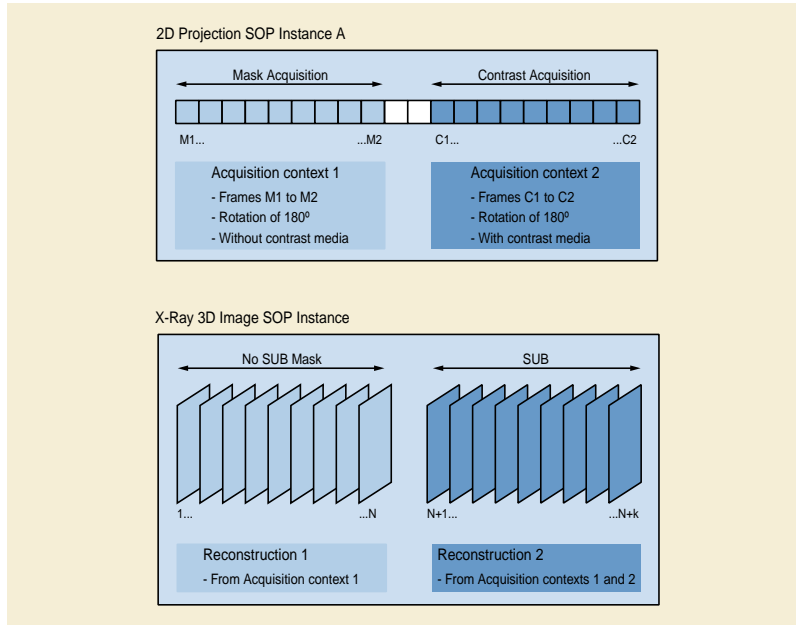 2D Projection SOP Instance A
Mask Acquisition
Contrast Acquisition
M1...
...M2
C1...
...C2
Acquisition context 1
- Frames M1 to M2
- Rotation of 180º
- Without contrast media
Acquisition context 2
- Frames C1 to C2
- Rotation of 180º
- With contrast media
X-Ray 3D Image SOP Instance
No SUB Mask
SUB
1...
...N
N+1...
...N+k
Reconstruction 1
- From Acquisition context 1
Reconstruction 2
- From Acquisition contexts 1 and 2